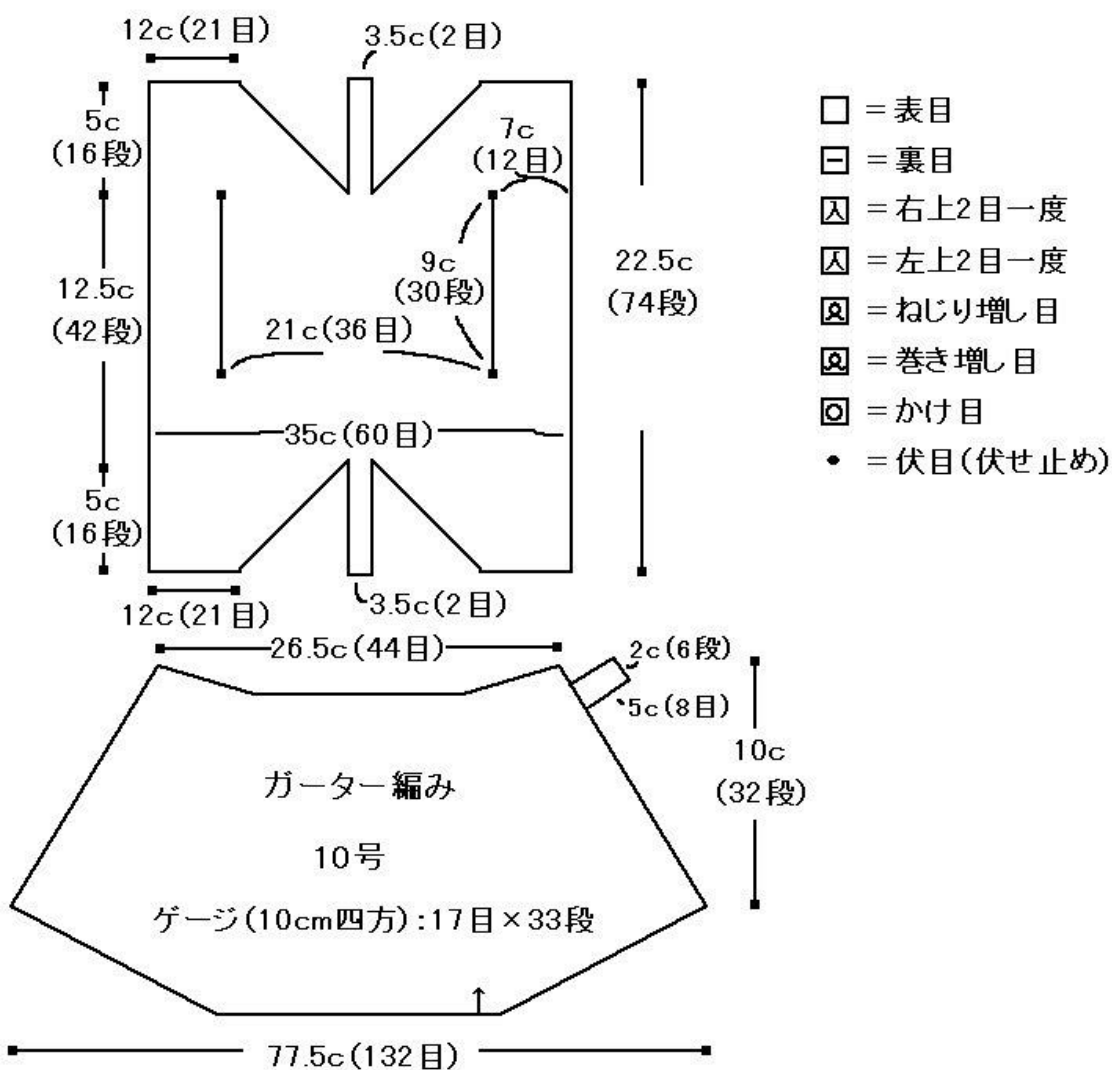 12c(21目)
3.5c(2目)
5c
(16段)
7c
(12目)
12.5c
(42段)
9c
(30段)
21c(36目)
22.5c
(74段)
35c(60目)
5c
(16段)
12c(21目)
3.5c(2目)
□ =表目
⊟ =裏目
入 =右上2目一度
人 =左上2目一度
=ねじり増し目
=巻き増し目
○ =かけ目
• =伏目(伏せ止め)
26.5c(44目)
2c(6段)
5c(8目)
10c
(32段)
ガーター編み
10号
ゲージ(10cm四方):17目×33段
77.5c(132目)